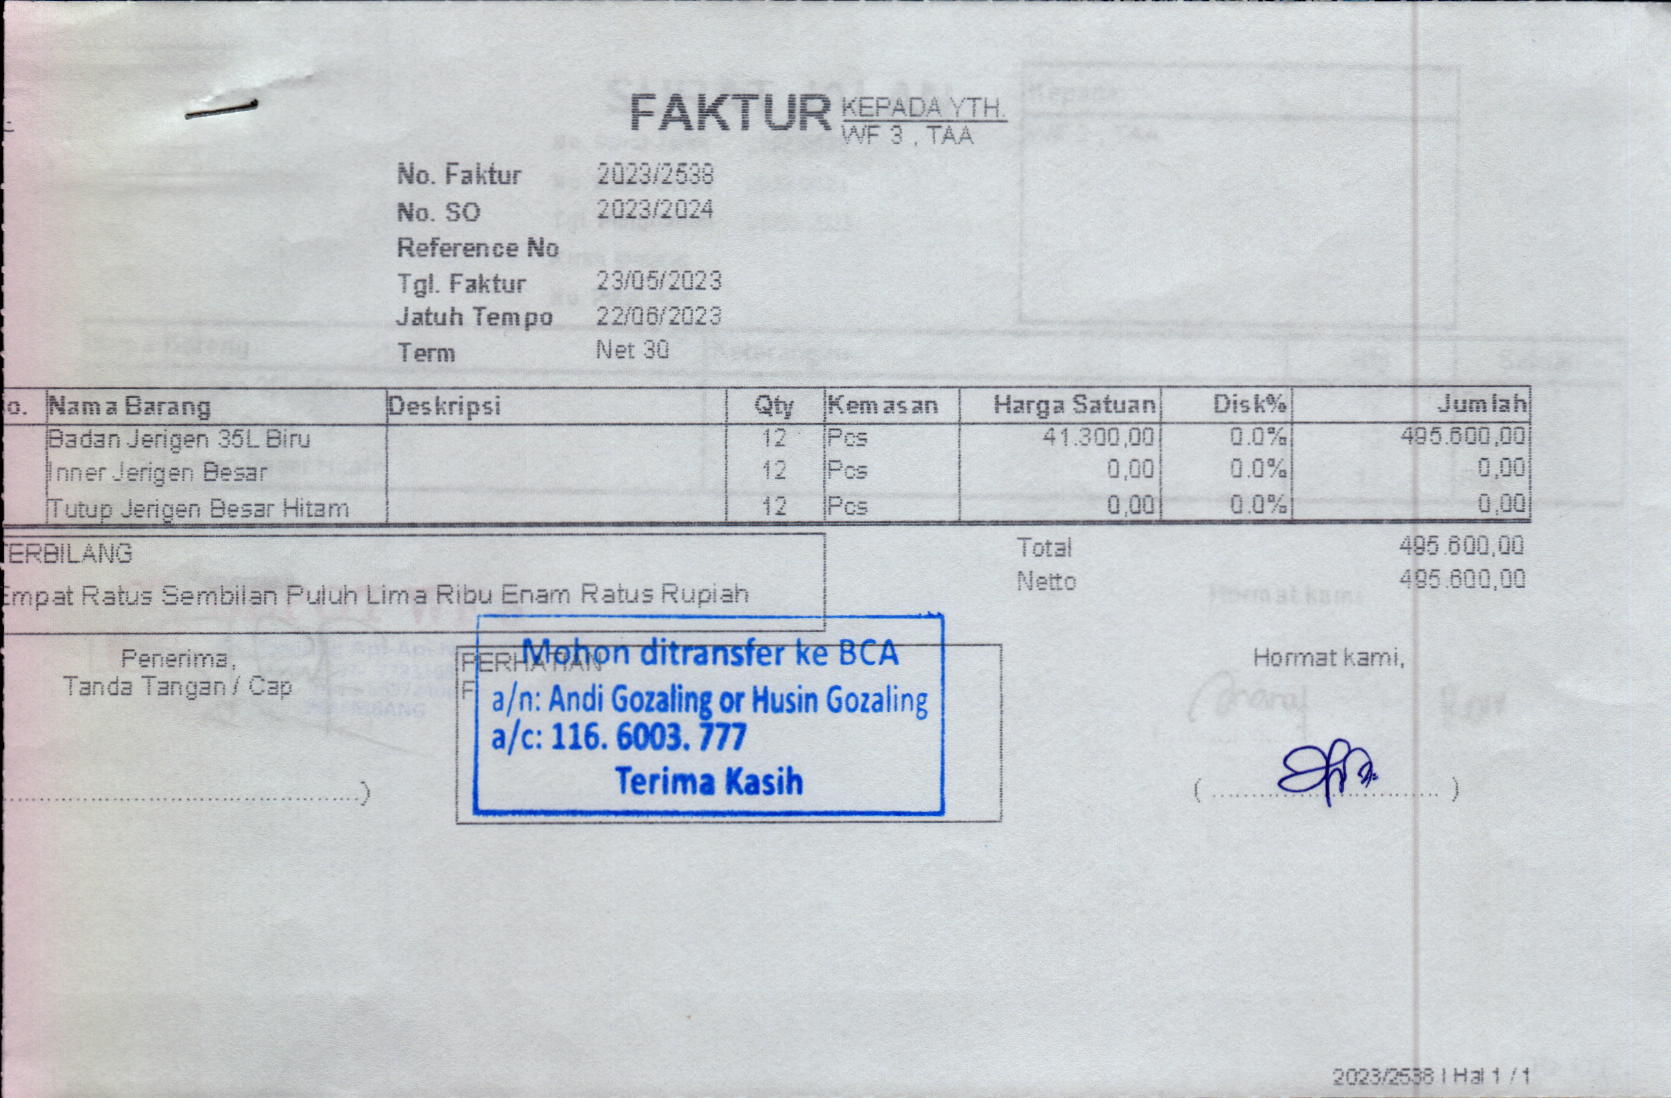 FAKTUR KEPADA YTH.
WF 3 , TAA
No. Faktur 2023/2538
No. SO 2023/2024
Reference No
Tgl. Faktur 23/05/2023
Jatuh Tempo 22/06/2023
Term Net 30
o. Nama Barang Deskripsi Qty Kemasan Harga Satuan Disk% Jumlah
Badan Jerigen 35L Biru 12 Pcs 41.300,00 0.0% 495.600,00
Inner Jerigen Besar 12 Pcs 0,00 0.0% 0,00
Tutup Jerigen Besar Hitam 12 Pcs 0,00 0.0% 0,00
TERBILANG
Empat Ratus Sembilan Puluh Lima Ribu Enam Ratus Rupiah
Total 495.600,00
Netto 495.600,00
Penerima,
Tanda Tangan / Cap
PERHATIAN
Mohon ditransfer ke BCA
a/n: Andi Gozaling or Husin Gozaling
a/c: 116. 6003. 777
Terima Kasih
Hormat kami,
2023/2538 | Hal 1 / 1